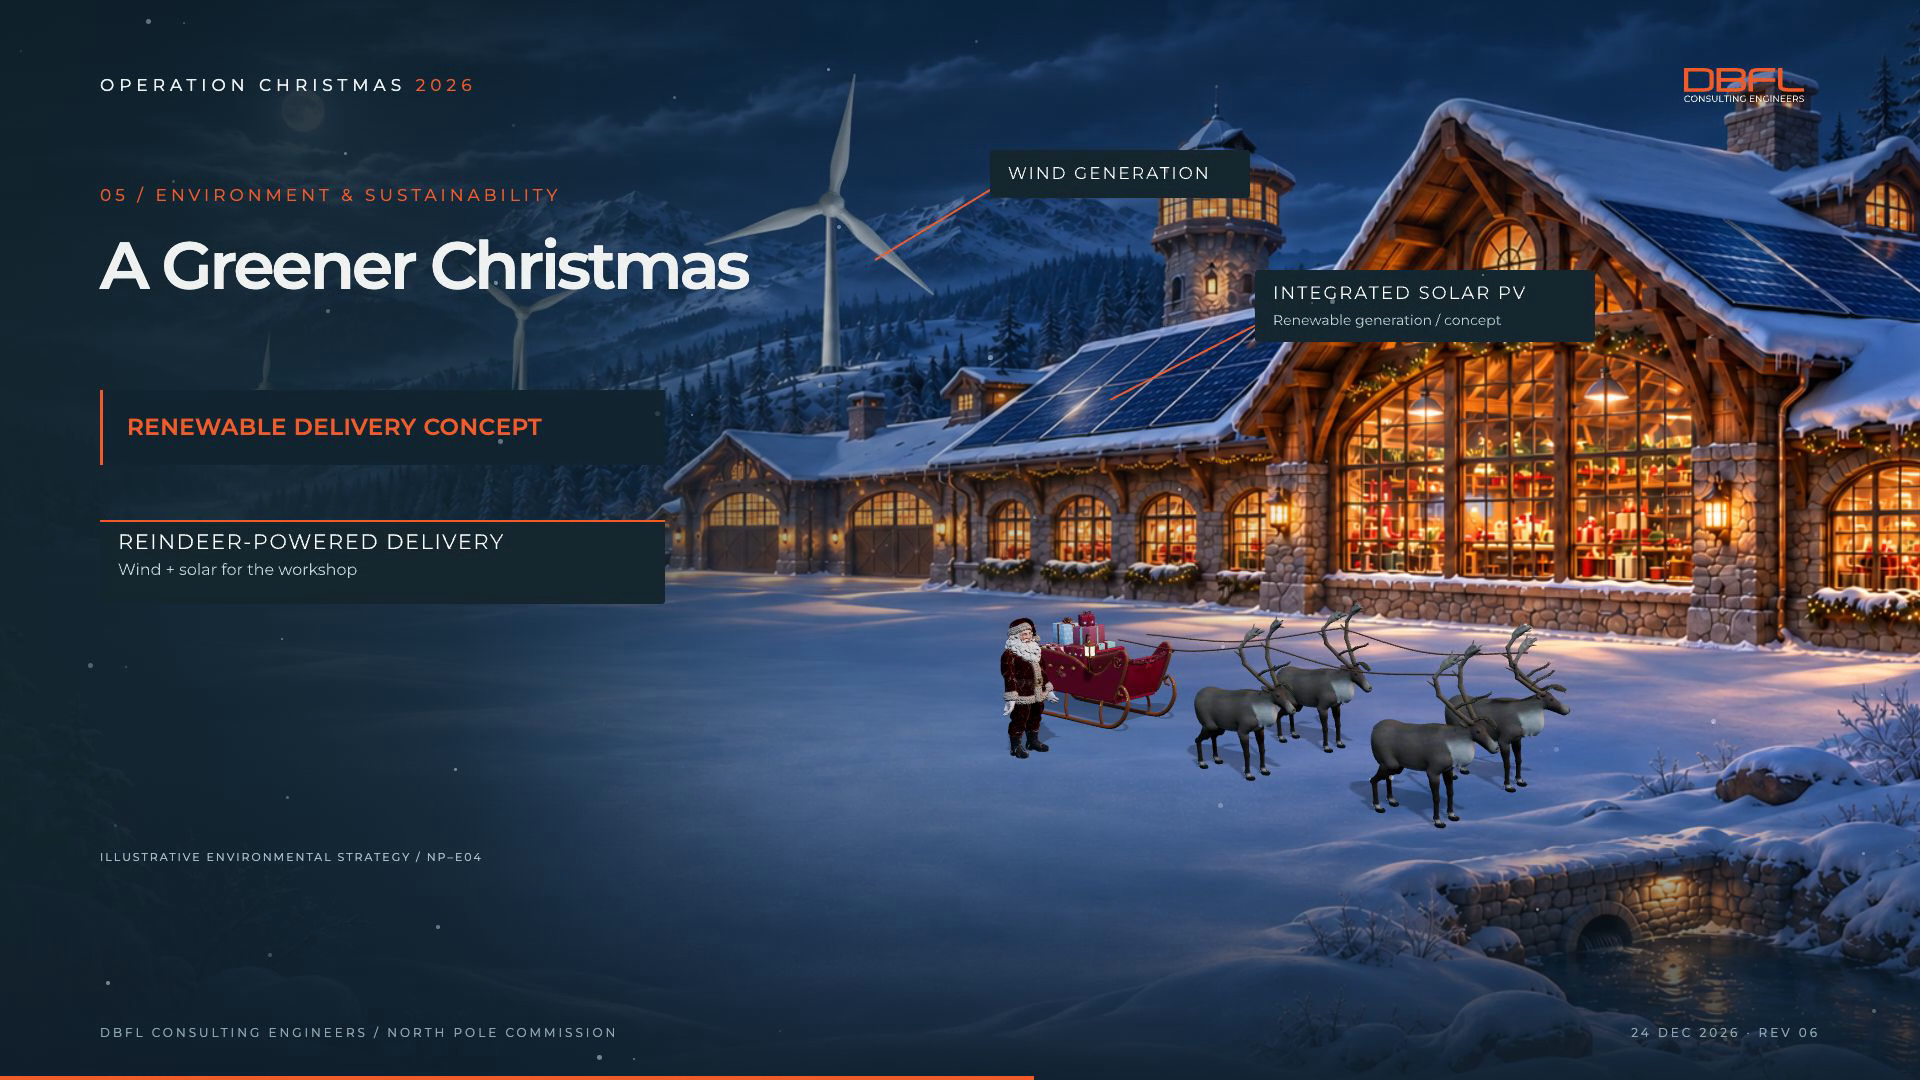 OPERATION CHRISTMAS 2026
DBFL
CONSULTING ENGINEERS
WIND GENERATION
05 / ENVIRONMENT & SUSTAINABILITY
A Greener Christmas
INTEGRATED SOLAR PV
Renewable generation / concept
RENEWABLE DELIVERY CONCEPT
REINDEER-POWERED DELIVERY
Wind + solar for the workshop
ILLUSTRATIVE ENVIRONMENTAL STRATEGY / NP–E04
DBFL CONSULTING ENGINEERS / NORTH POLE COMMISSION
24 DEC 2026 · REV 06